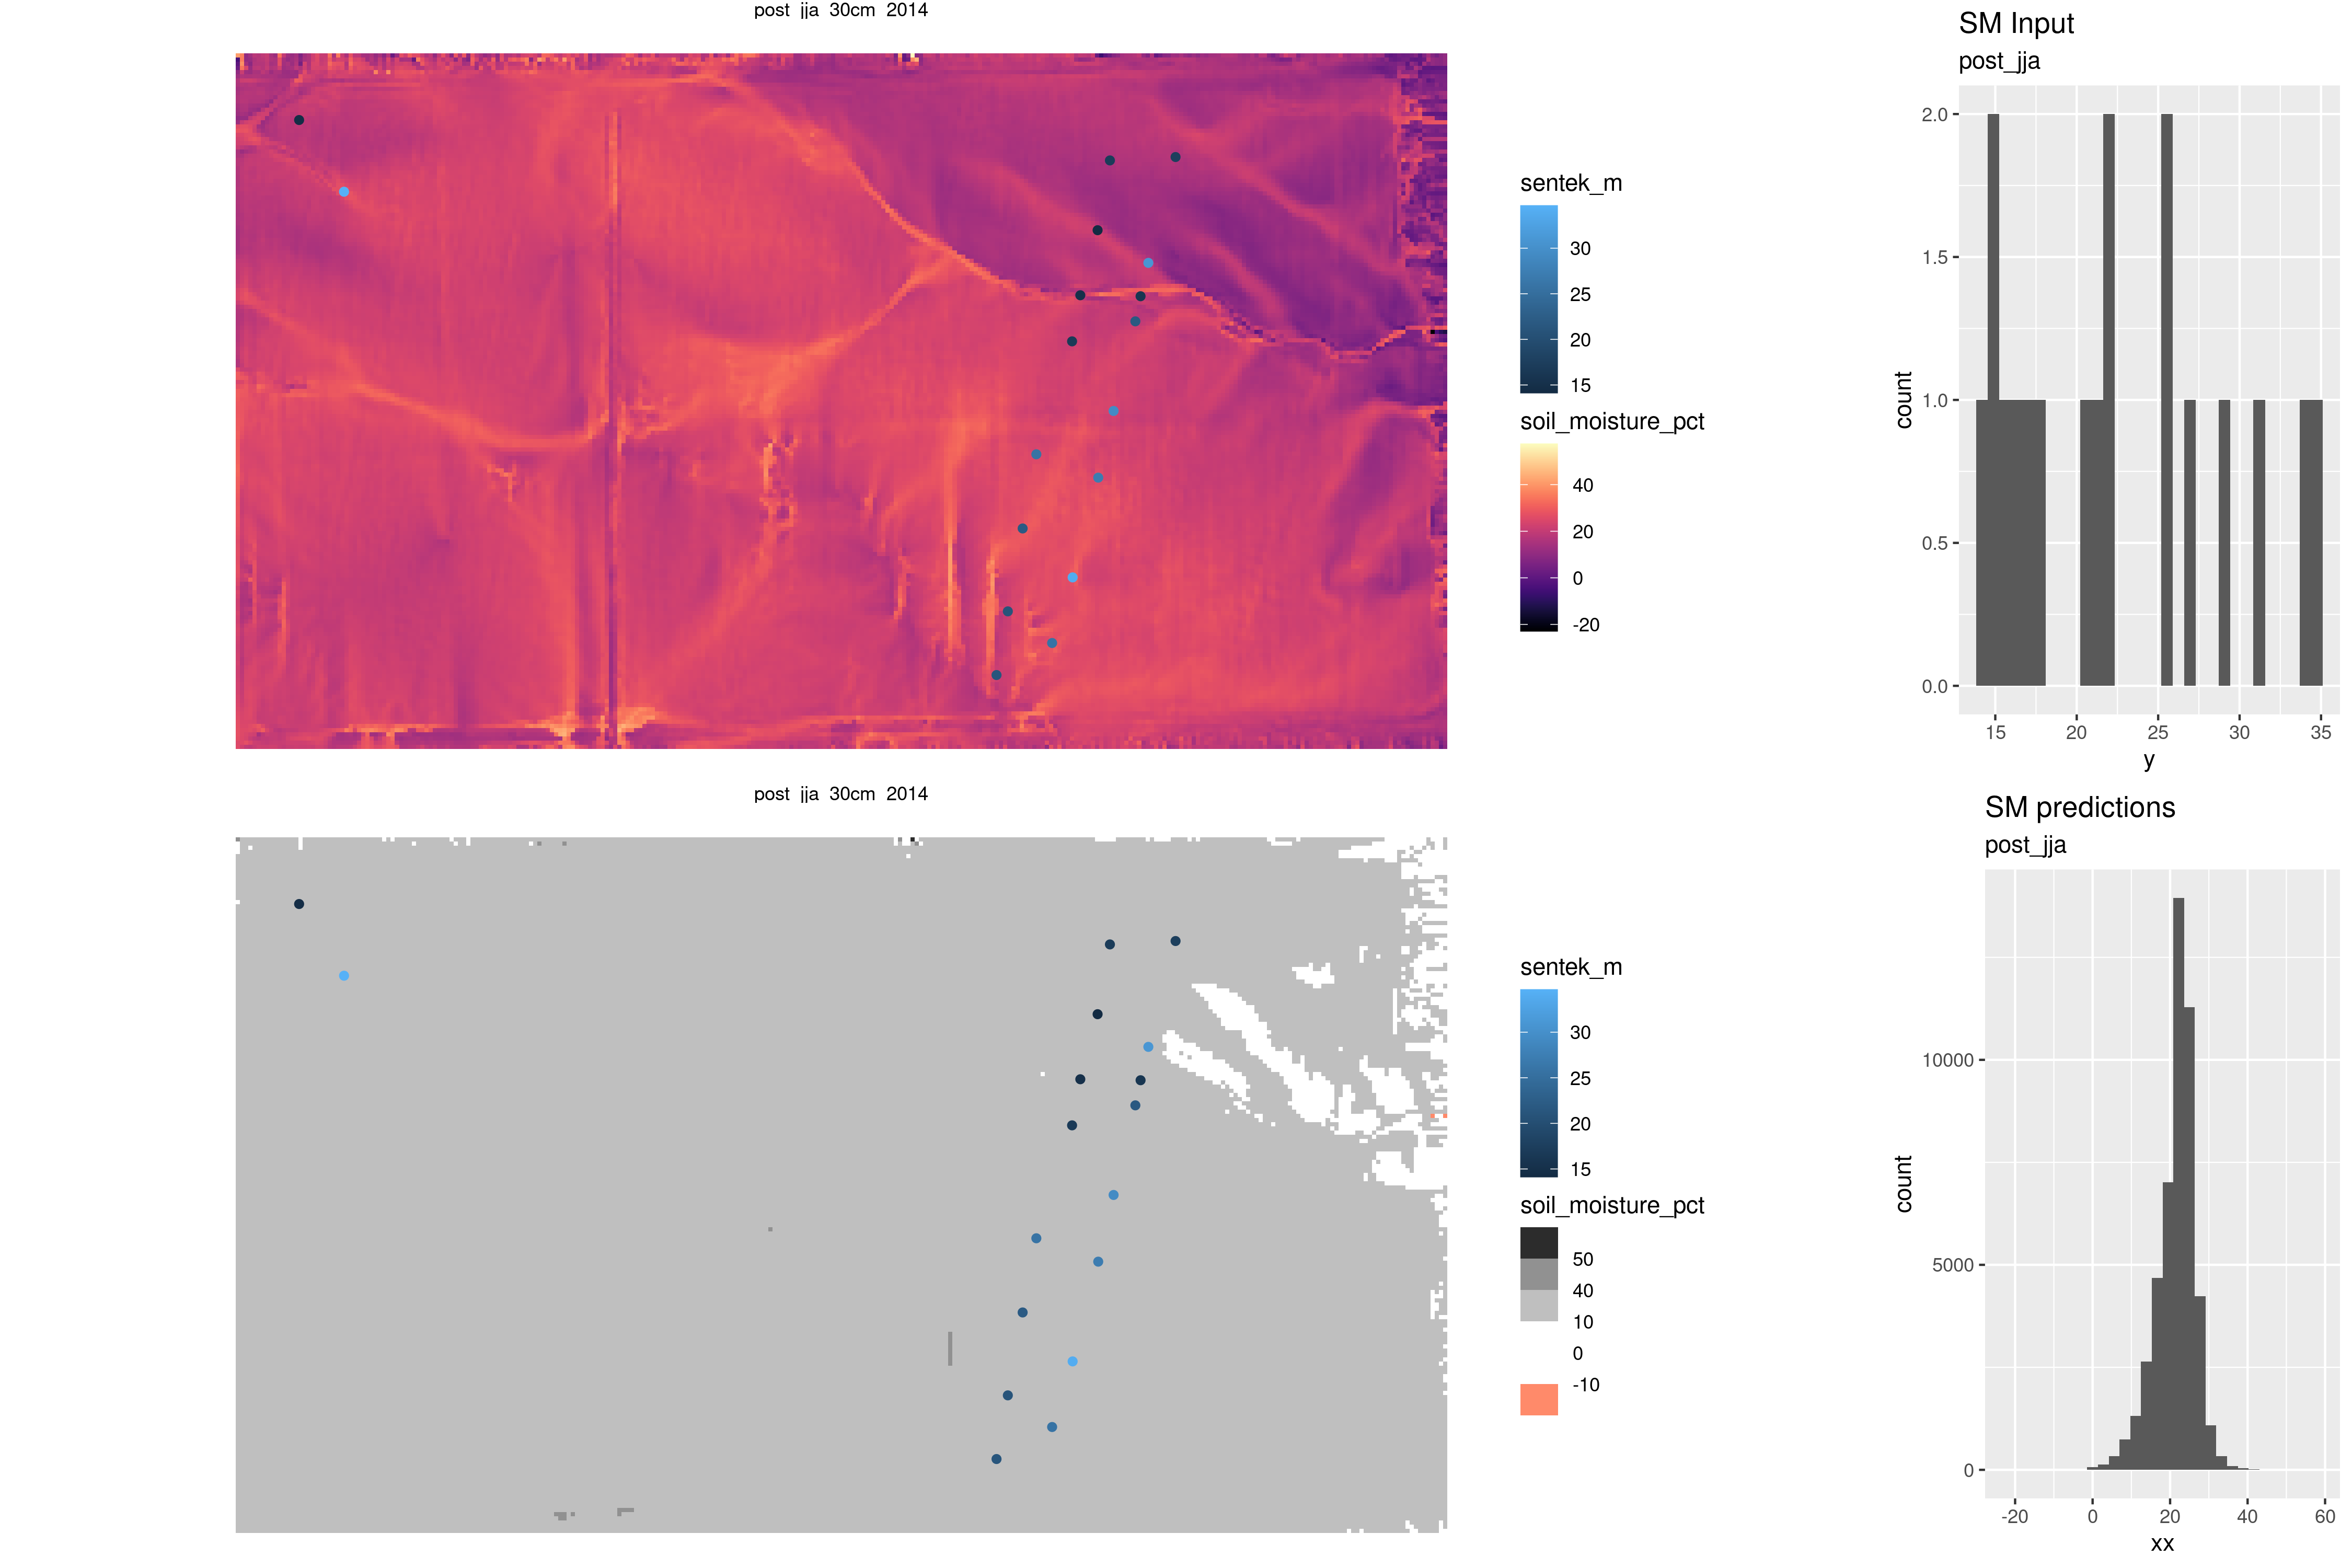 post jja 30cm 2014
sentek_m
30
25
20
15
soil_moisture_pct
40
20
0
-20
SM Input
post_jja
2.0
1.5
1.0
0.5
0.0
count
15 20 25 30 35
y
post jja 30cm 2014
sentek_m
30
25
20
15
soil_moisture_pct
50
40
10
0
-10
SM predictions
post_jja
10000
5000
0
count
-20 0 20 40 60
xx